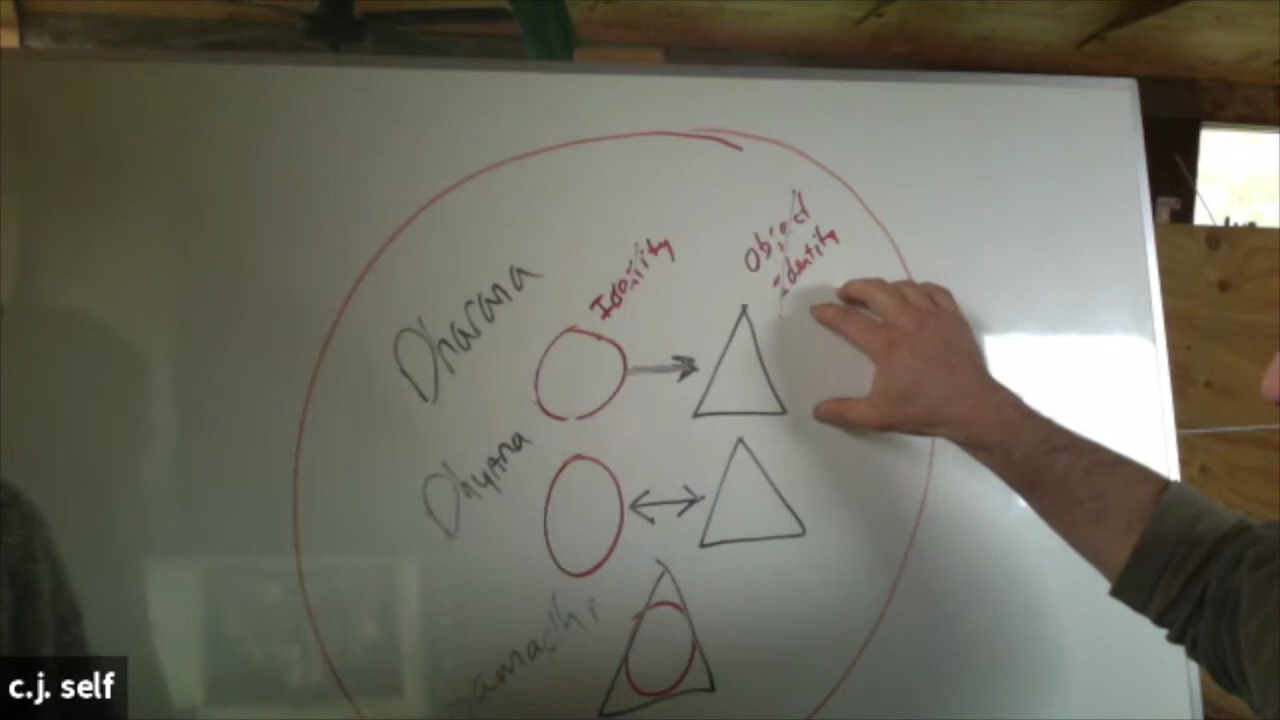 Object
identity
Identity
Dharana
Dhyana
Samadhi
c.j. self